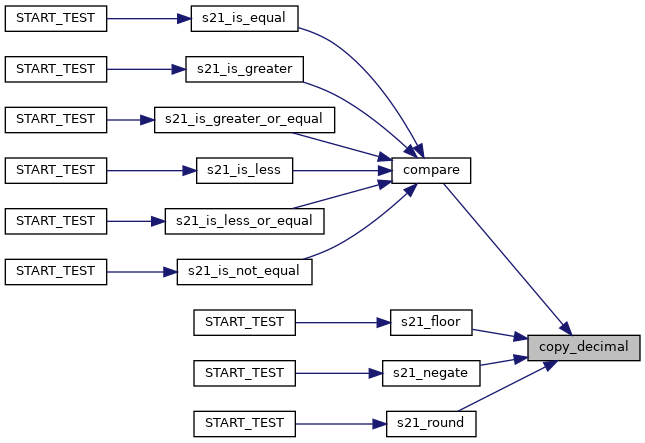 START_TEST
s21_is_equal
START_TEST
s21_is_greater
START_TEST
s21_is_greater_or_equal
START_TEST
s21_is_less
compare
START_TEST
s21_is_less_or_equal
START_TEST
s21_is_not_equal
START_TEST
s21_floor
copy_decimal
START_TEST
s21_negate
START_TEST
s21_round